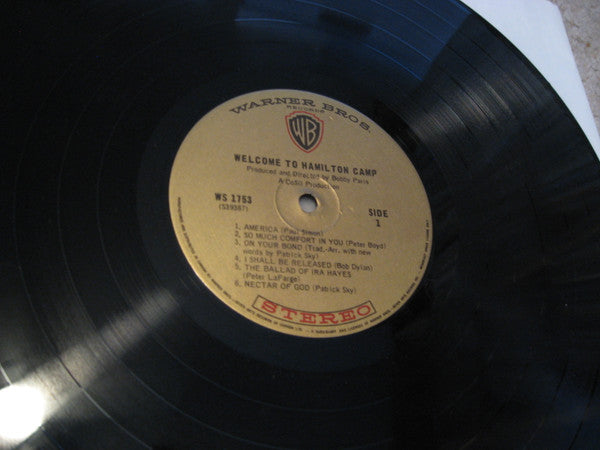 WARNER BROS.
RECORDS
WB
WELCOME TO HAMILTON CAMP
Produced and Directed by Bobby Paris
A CoSit Production
WS 1753
(S39387)
SIDE
1
1. AMERICA (Paul Simon)
2. SO MUCH COMFORT IN YOU (Peter Boyd)
3. ON YOUR BOND (Trad.-Arr. with new
words by Patrick Sky)
4. I SHALL BE RELEASED (Bob Dylan)
5. THE BALLAD OF IRA HAYES
(Peter LaFarge)
6. NECTAR OF GOD (Patrick Sky)
STEREO